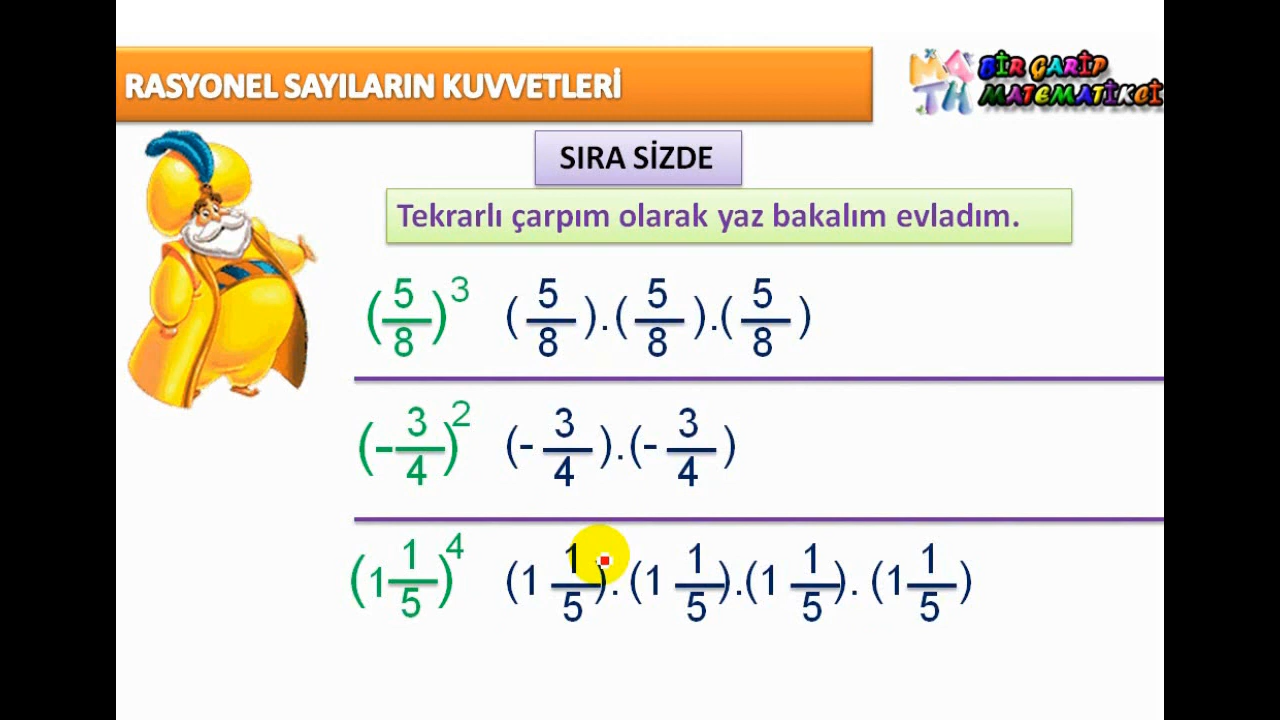 RASYONEL SAYILARIN KUVVETLERİ
MATH
BİR GARİP
MATEMATİKCİ
SIRA SİZDE
Tekrarlı çarpım olarak yaz bakalım evladım.
(5/8)³ (5/8).(5/8).(5/8)
(-3/4)² (-3/4).(-3/4)
(1 1/5)⁴ (1 1/5).(1 1/5).(1 1/5).(1 1/5)